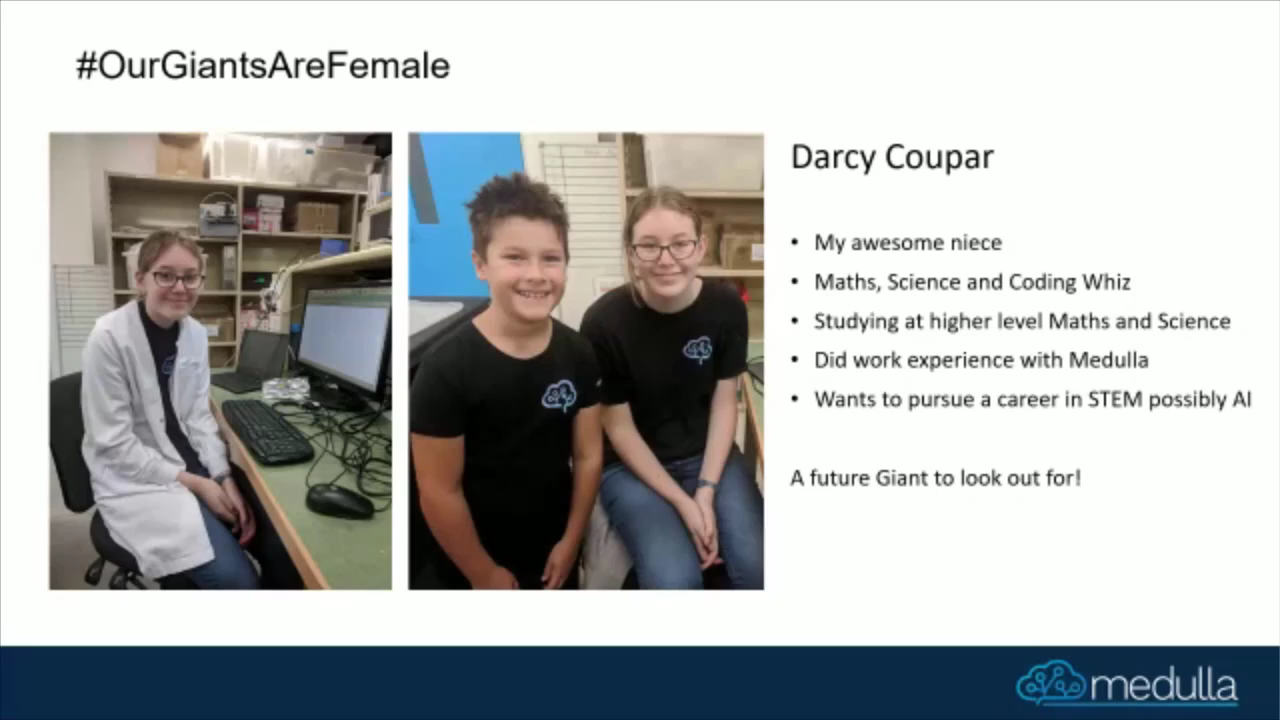 #OurGiantsAreFemale
Darcy Coupar
• My awesome niece
• Maths, Science and Coding Whiz
• Studying at higher level Maths and Science
• Did work experience with Medulla
• Wants to pursue a career in STEM possibly AI
A future Giant to look out for!
medulla